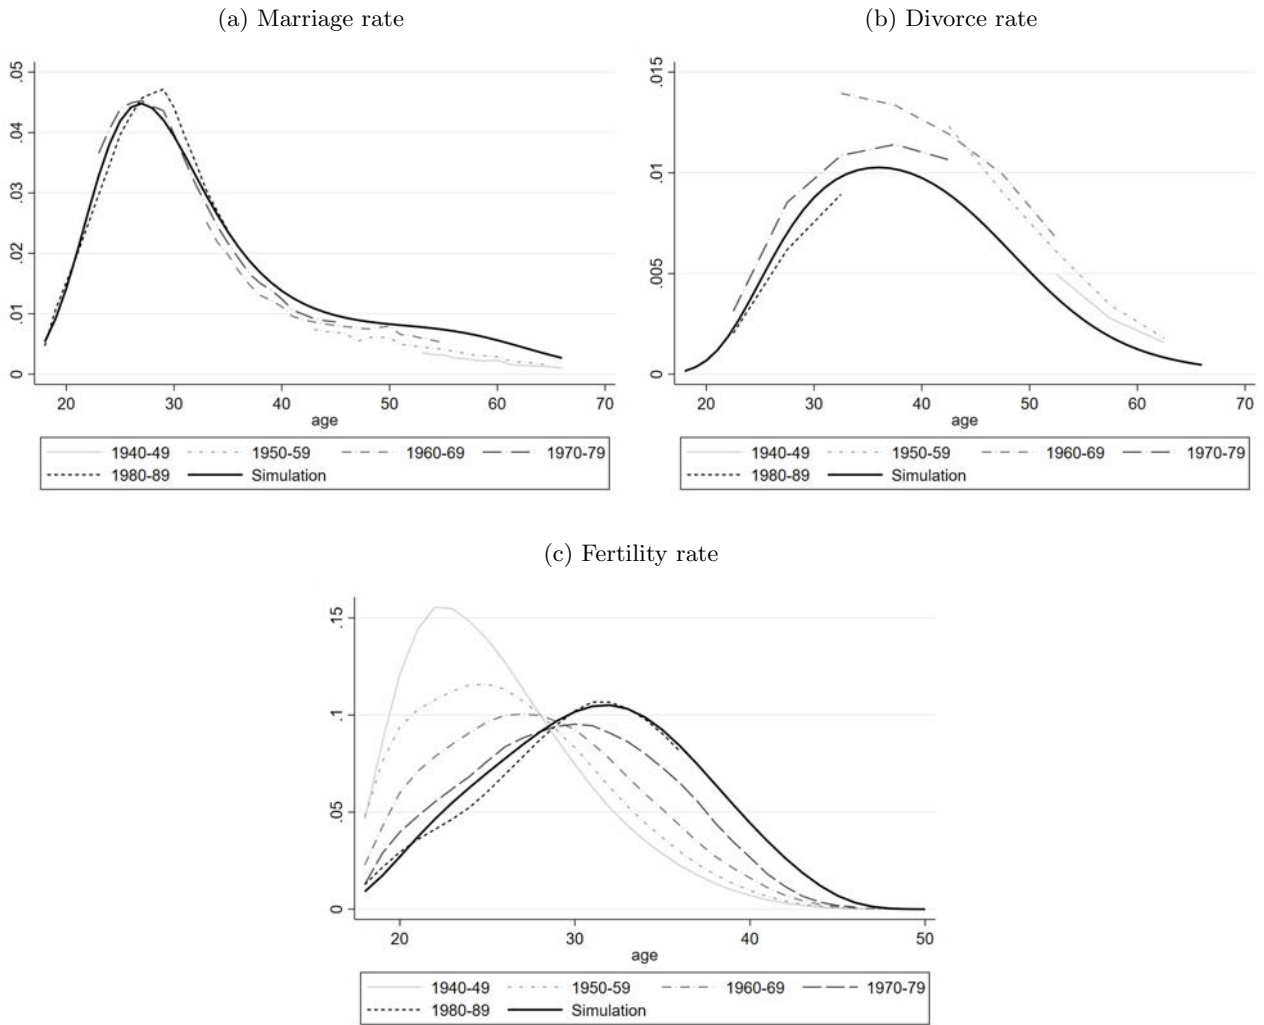 (a) Marriage rate
.05
.04
.03
.02
.01
0
20 30 40 50 60 70
age
1940-49 1950-59 1960-69 1970-79
1980-89 Simulation
(b) Divorce rate
.015
.01
.005
0
20 30 40 50 60 70
age
1940-49 1950-59 1960-69 1970-79
1980-89 Simulation
(c) Fertility rate
.15
.1
.05
0
20 30 40 50
age
1940-49 1950-59 1960-69 1970-79
1980-89 Simulation